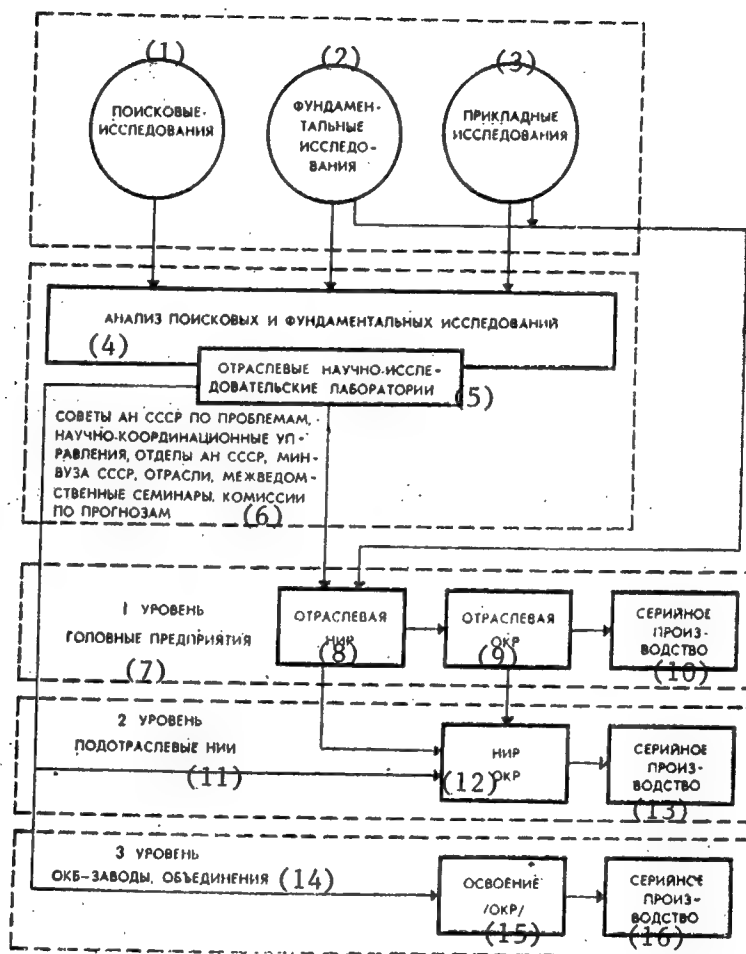 (1)
(2)
(3)
ПОИСКОВЫЕ-
ИССЛЕДОВАНИЯ
ФУНДАМЕН-
ТАЛЬНЫЕ
ИССЛЕДО-
ВАНИЯ
ПРИКЛАДНЫЕ
ИССЛЕДОВАНИЯ
АНАЛИЗ ПОИСКОВЫХ И ФУНДАМЕНТАЛЬНЫХ ИССЛЕДОВАНИЙ
(4)
ОТРАСЛЕВЫЕ НАУЧНО-ИССЛЕ-
ДОВАТЕЛЬСКИЕ ЛАБОРАТОРИИ
(5)
СОВЕТЫ АН СССР ПО ПРОБЛЕМАМ,
НАУЧНО-КООРДИНАЦИОННЫЕ УП-
РАВЛЕНИЯ, ОТДЕЛЫ АН СССР, МИН-
ВУЗА СССР, ОТРАСЛИ, МЕЖВЕДОМ-
СТВЕННЫЕ СЕМИНАРЫ, КОМИССИИ
ПО ПРОГНОЗАМ
(6)
1 УРОВЕНЬ
ГОЛОВНЫЕ ПРЕДПРИЯТИЯ
(7)
ОТРАСЛЕВАЯ
НИР
(8)
ОТРАСЛЕВАЯ
ОКР
(9)
СЕРИЙНОЕ
ПРОИЗ-
ВОДСТВО
(10)
2 УРОВЕНЬ
ПОДОТРАСЛЕВЫЕ НИИ
(11)
НИР
ОКР
(12)
СЕРИЙНОЕ
ПРОИЗ-
ВОДСТВО
(13)
3 УРОВЕНЬ
ОКБ-ЗАВОДЫ, ОБЪЕДИНЕНИЯ (14)
ОСВОЕНИЕ
/ОКР/
(15)
СЕРИЙНОЕ
ПРОИЗ-
ВОДСТВО
(16)